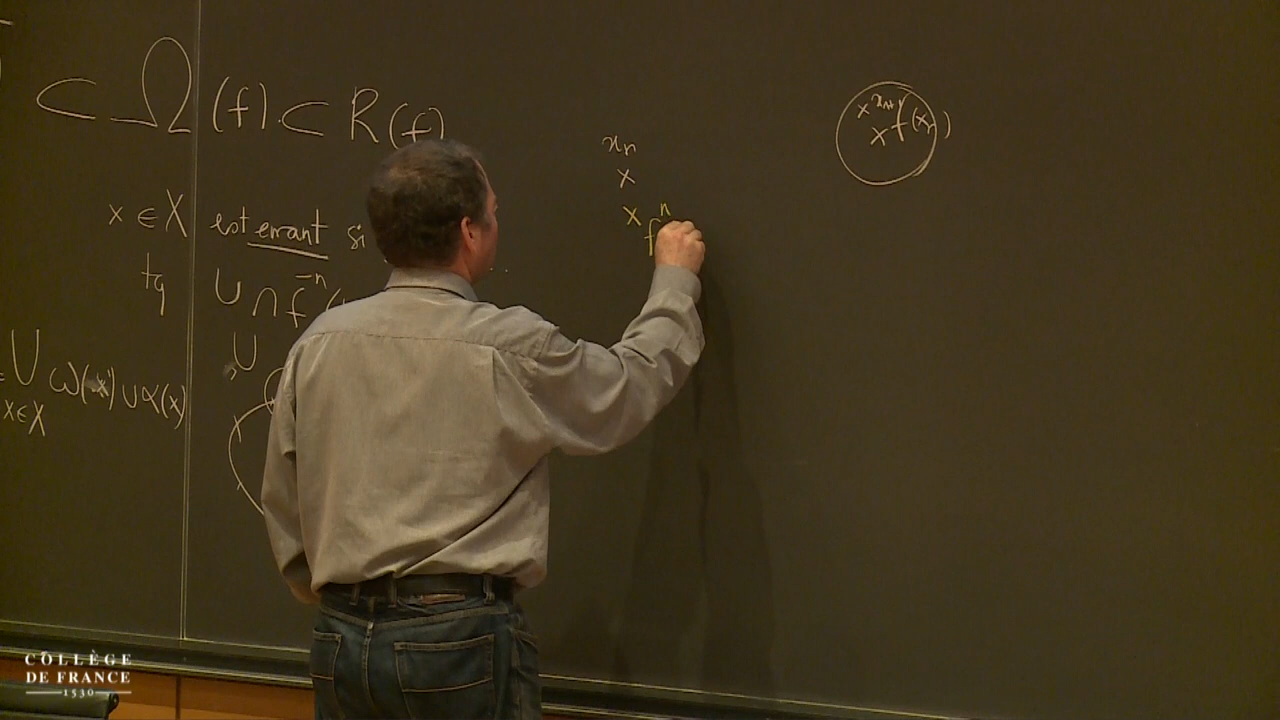 ⊂ Ω (f) ⊂ R(f)
x ∈ X est errant si
tq U ∩ f⁻ⁿ(
U
U ω(x) ∪ α(x)
x∈X
xₙ
x
x fⁿ
x xₙ₊₁
x f(xₙ)
COLLÈGE
DE FRANCE
1530